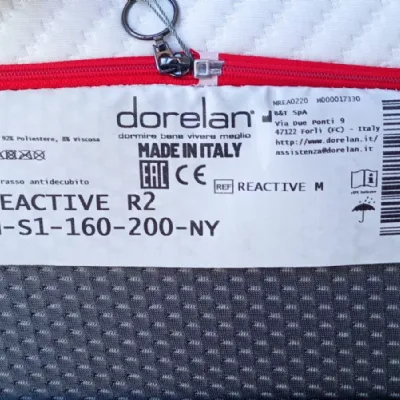 NREA0220 MD00017330
dorelan
B&T SpA
Via Due Ponti 9
47122 Forlì (FC) - Italy
http://www.dorelan.it/
assistenza@dorelan.it
dormire bene vivere meglio
92% Poliestere, 8% Viscosa
MADE IN ITALY
EAC CE
REF REACTIVE M
rasso antidecubito
EACTIVE R2
-S1-160-200-NY